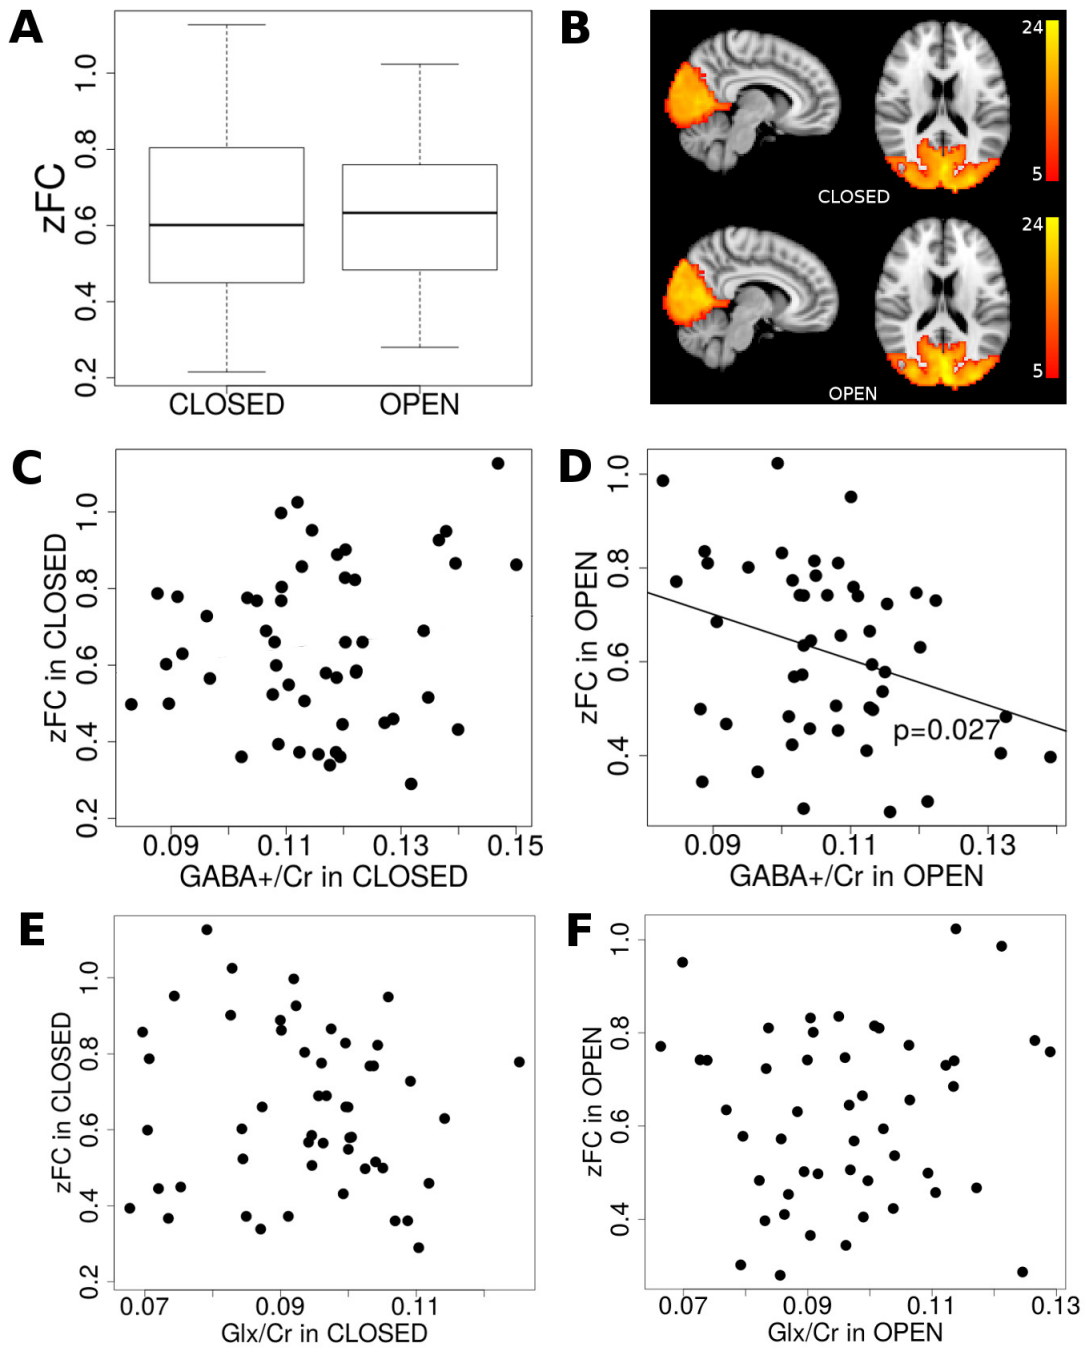 A
zFC
1.0
0.8
0.6
0.4
0.2
CLOSED OPEN
B
24
5
CLOSED
24
5
OPEN
C
zFC in CLOSED
1.0
0.8
0.6
0.4
0.2
0.09 0.11 0.13 0.15
GABA+/Cr in CLOSED
D
zFC in OPEN
1.0
0.8
0.6
0.4
p=0.027
0.09 0.11 0.13
GABA+/Cr in OPEN
E
zFC in CLOSED
1.0
0.8
0.6
0.4
0.2
0.07 0.09 0.11
Glx/Cr in CLOSED
F
zFC in OPEN
1.0
0.8
0.6
0.4
0.07 0.09 0.11 0.13
Glx/Cr in OPEN